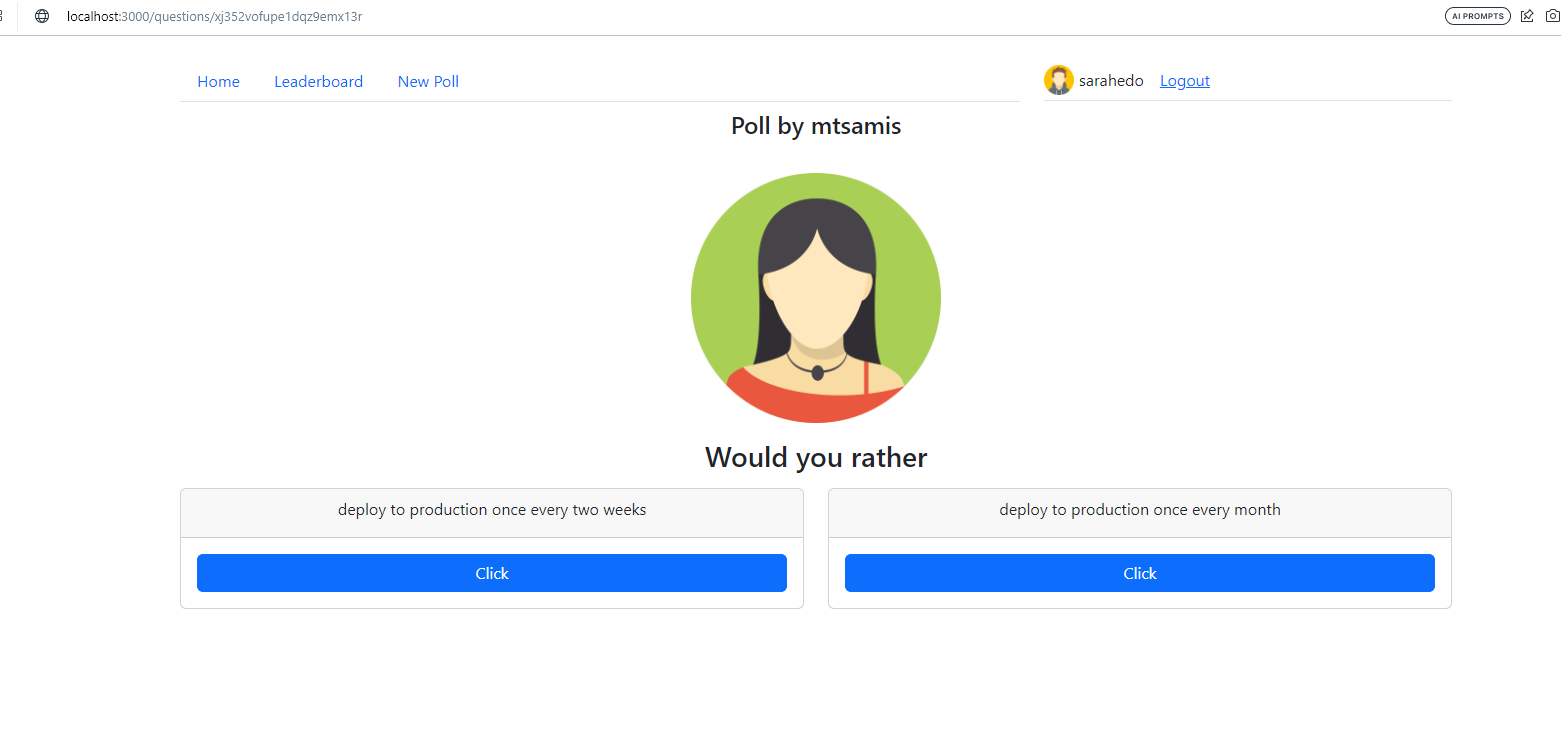 localhost:3000/questions/xj352vofupe1dqz9emx13r
AI PROMPTS
Home Leaderboard New Poll
sarahedo Logout
Poll by mtsamis
Would you rather
deploy to production once every two weeks
deploy to production once every month
Click
Click